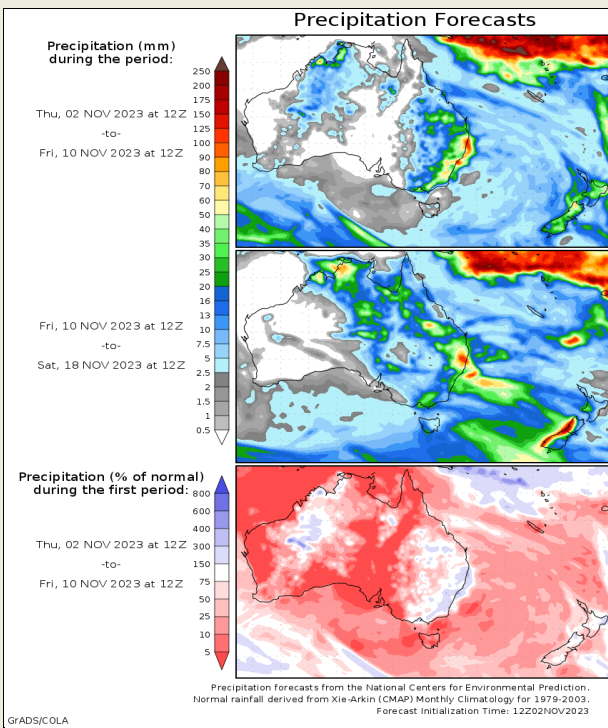 Precipitation Forecasts
Precipitation (mm)
during the period:
Thu, 02 NOV 2023 at 12Z
-to-
Fri, 10 NOV 2023 at 12Z
250
200
175
150
125
100
90
80
70
60
50
40
35
30
25
20
16
13
10
7.5
5
2.5
2
1.5
1
0.5
Fri, 10 NOV 2023 at 12Z
-to-
Sat, 18 NOV 2023 at 12Z
Precipitation (% of normal)
during the first period:
Thu, 02 NOV 2023 at 12Z
-to-
Fri, 10 NOV 2023 at 12Z
800
600
400
300
150
75
50
25
10
5
Precipitation forecasts from the National Centers for Environmental Prediction.
Normal rainfall derived from Xie-Arkin (CMAP) Monthly Climatology for 1979-2003.
Forecast Initialization Time: 12Z02NOV2023
GrADS/COLA